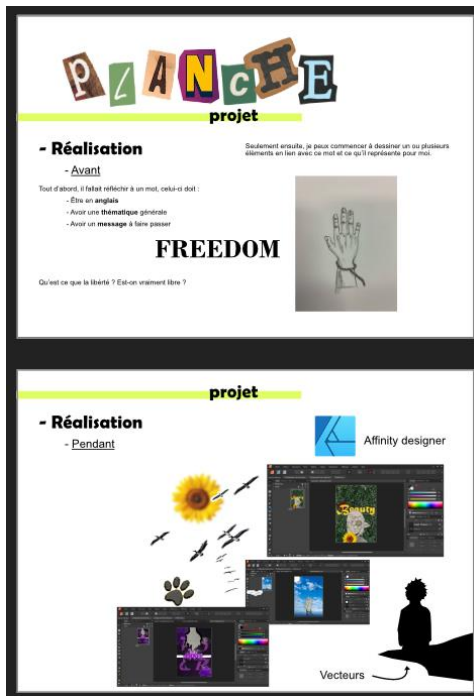 PLANCHE
projet
- Réalisation
- Avant
Tout d'abord, il fallait réfléchir à un mot, celui-ci doit :
- Être en anglais
- Avoir une thématique générale
- Avoir un message à faire passer
FREEDOM
Qu'est ce que la libérté ? Est-on vraiment libre ?
Seulement ensuite, je peux commencer à dessiner un ou plusieurs
éléments en lien avec ce mot et ce qu'il représente pour moi.
projet
- Réalisation
- Pendant
Affinity designer
Beauty
Vecteurs